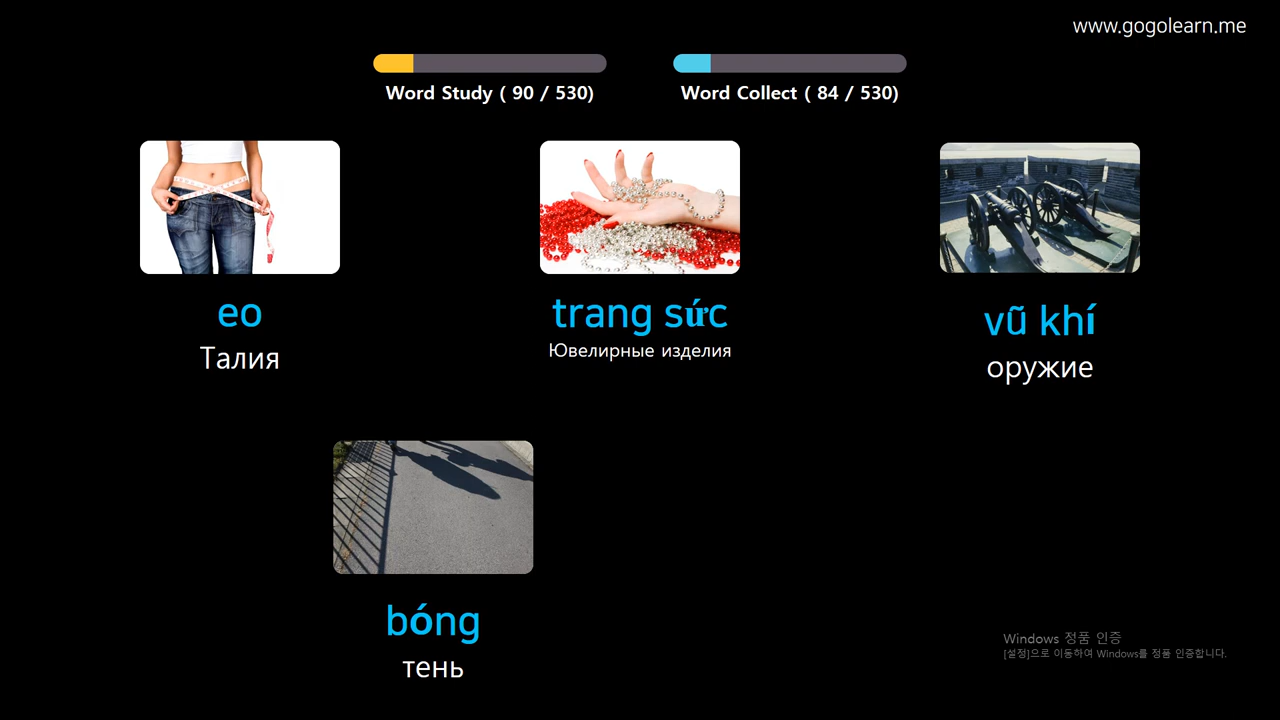 www.gogolearn.me
Word Study ( 90 / 530)
Word Collect ( 84 / 530)
eo
Талия
trang sức
Ювелирные изделия
vũ khí
оружие
bóng
тень
Windows 정품 인증
[설정]으로 이동하여 Windows를 정품 인증합니다.